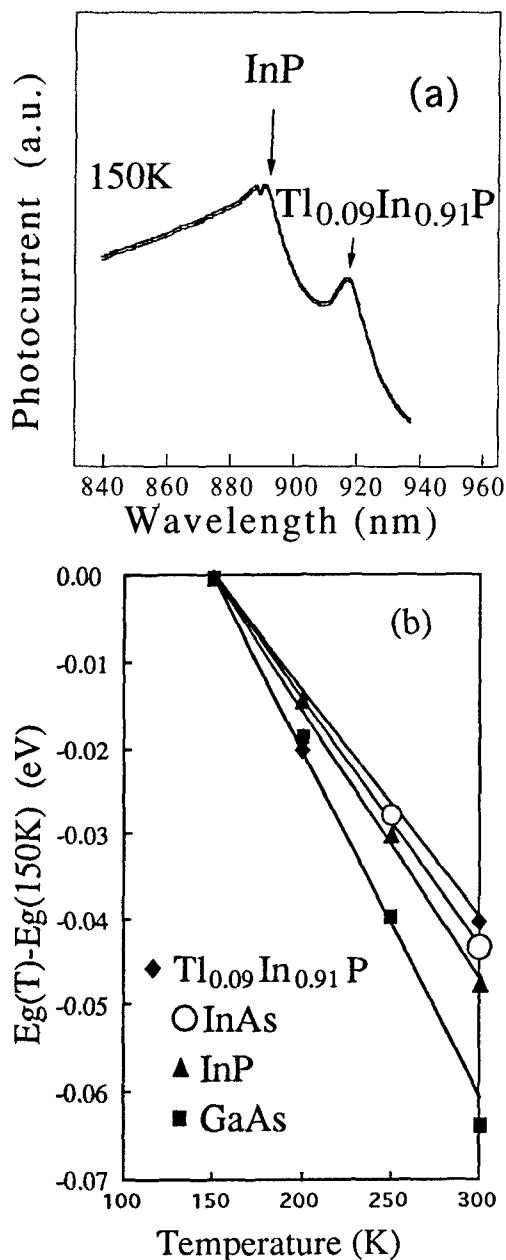 (a)
InP
150K
Tl0.09In0.91P
Photocurrent (a.u.)
840 860 880 900 920 940 960
Wavelength (nm)
(b)
0.00
-0.01
-0.02
-0.03
-0.04
-0.05
-0.06
-0.07
Eg(T)-Eg(150K) (eV)
Tl0.09In0.91P
InAs
InP
GaAs
100 150 200 250 300
Temperature (K)